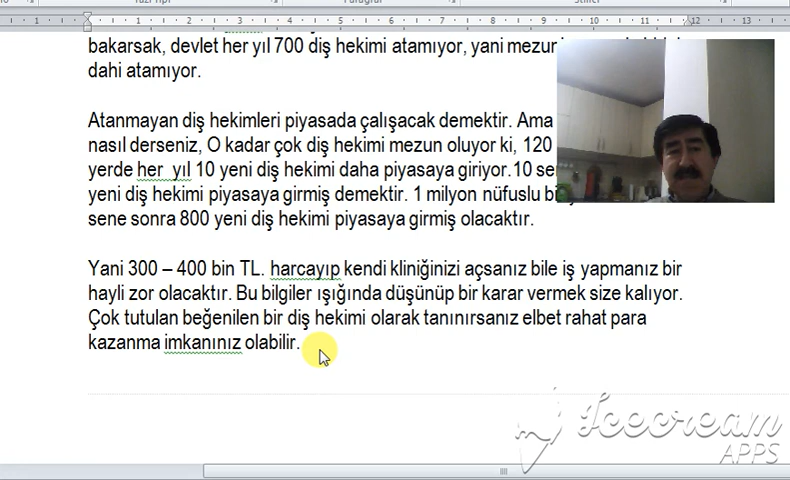 bakarsak, devlet her yıl 700 diş hekimi atamıyor, yani mezun
dahi atamıyor.
Atanmayan diş hekimleri piyasada çalışacak demektir. Ama
nasıl derseniz, O kadar çok diş hekimi mezun oluyor ki, 120
yerde her yıl 10 yeni diş hekimi daha piyasaya giriyor. 10
yeni diş hekimi piyasaya girmiş demektir. 1 milyon nüfuslu
sene sonra 800 yeni diş hekimi piyasaya girmiş olacaktır.
Yani 300 – 400 bin TL. harcayıp kendi kliniğinizi açsanız bile iş yapmanız bir
hayli zor olacaktır. Bu bilgiler ışığında düşünüp bir karar vermek size kalıyor.
Çok tutulan beğenilen bir diş hekimi olarak tanınırsanız elbet rahat para
kazanma imkanınız olabilir.
Icecream
APPS